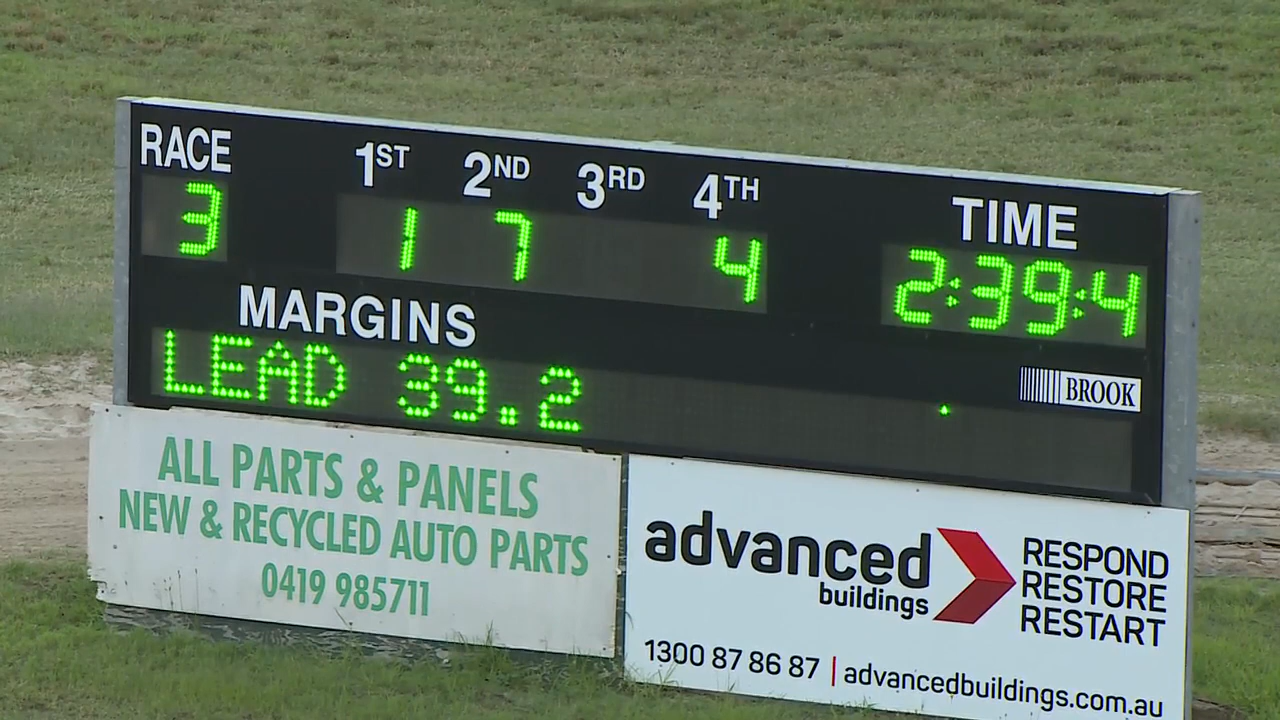 RACE 1ST 2ND 3RD 4TH TIME
3 1 7 4 2:39:4
MARGINS
LEAD 39.2 .
BROOK
ALL PARTS & PANELS
NEW & RECYCLED AUTO PARTS
0419 985711
advanced
buildings
RESPOND
RESTORE
RESTART
1300 87 86 87 | advancedbuildings.com.au